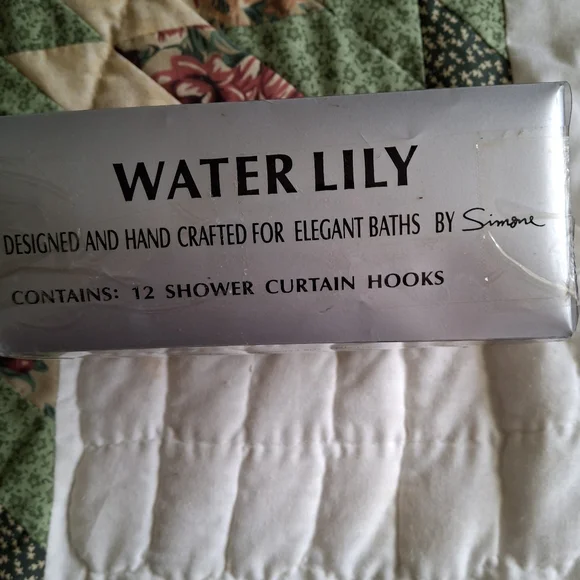 WATER LILY
DESIGNED AND HAND CRAFTED FOR ELEGANT BATHS BY Simone
CONTAINS: 12 SHOWER CURTAIN HOOKS